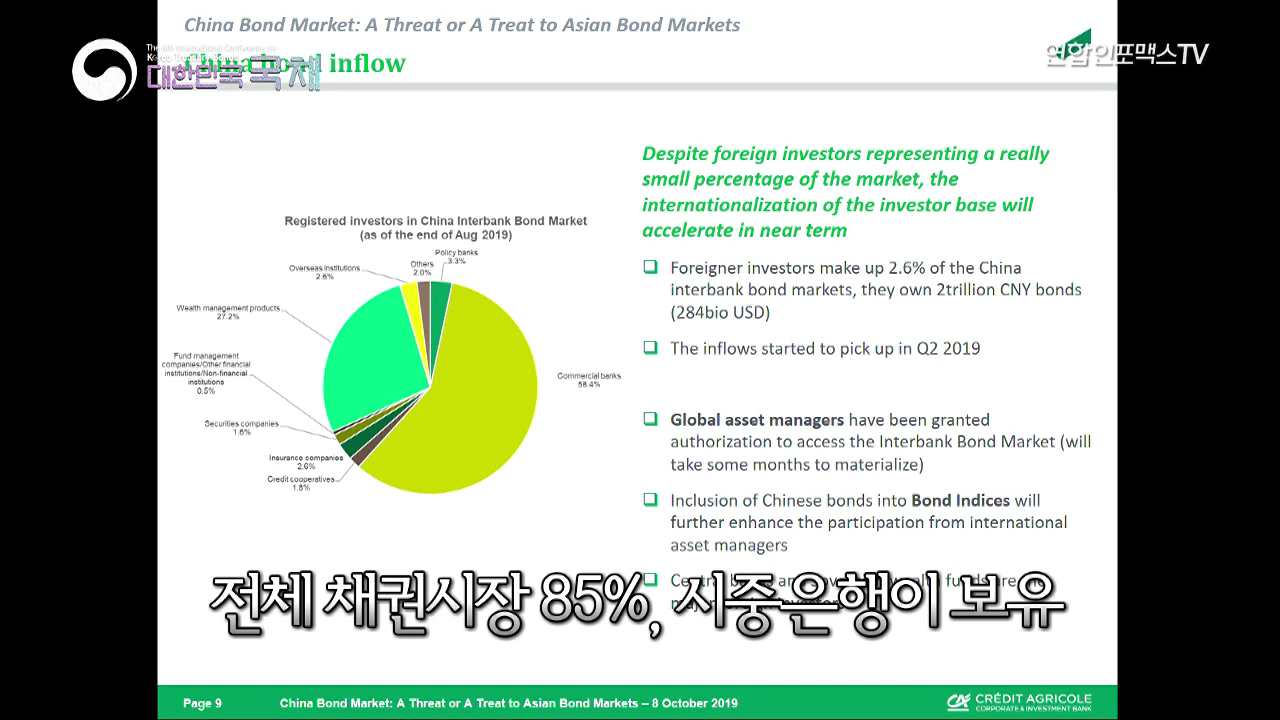 China Bond Market: A Threat or A Treat to Asian Bond Markets
China bond inflow
대한민국 국채
연합인포맥스TV
Despite foreign investors representing a really
small percentage of the market, the
internationalization of the investor base will
accelerate in near term
Registered investors in China Interbank Bond Market
(as of the end of Aug 2019)
Policy banks
3.3%
Others
2.0%
Overseas institutions
2.6%
Wealth management products
27.2%
Fund management
companies/Other financial
institutions/Non-financial
institutions
0.5%
Securities companies
1.6%
Insurance companies
2.6%
Credit cooperatives
1.8%
Commercial banks
58.4%
Foreigner investors make up 2.6% of the China
interbank bond markets, they own 2trillion CNY bonds
(284bio USD)
The inflows started to pick up in Q2 2019
Global asset managers have been granted
authorization to access the Interbank Bond Market (will
take some months to materialize)
Inclusion of Chinese bonds into Bond Indices will
further enhance the participation from international
asset managers
전체 채권시장 85%, 시중은행이 보유
Page 9
China Bond Market: A Threat or A Treat to Asian Bond Markets – 8 October 2019
CRÉDIT AGRICOLE
CORPORATE & INVESTMENT BANK